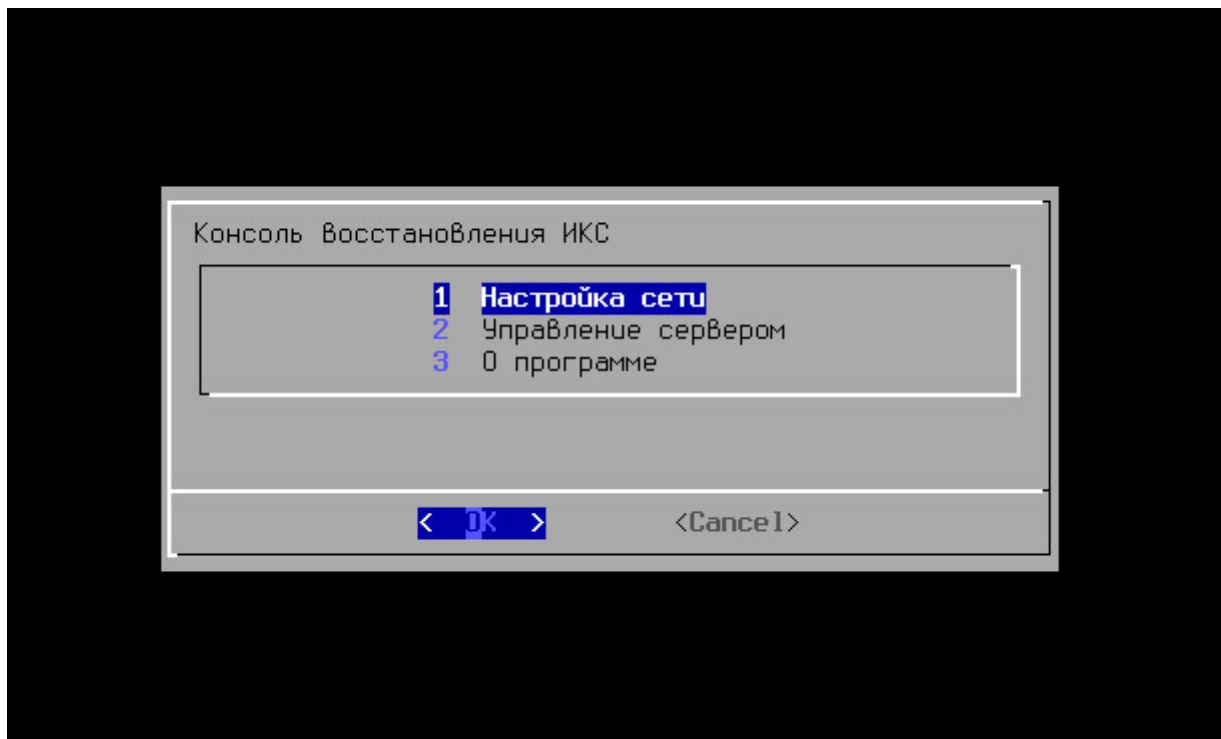 Консоль восстановления ИКС
1 Настройка сети
2 Управление сервером
3 О программе
< OK > <Cancel>